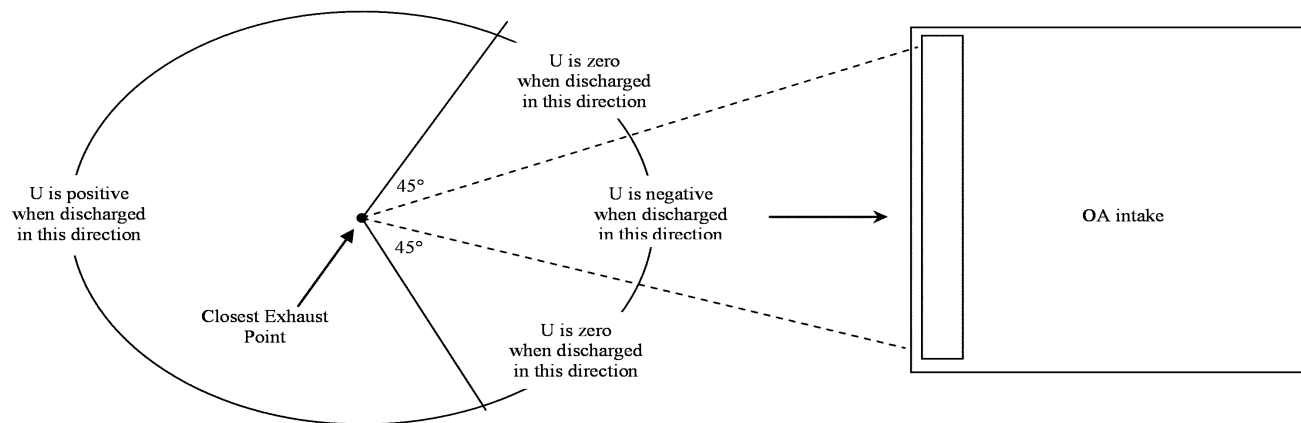 U is zero
when discharged
in this direction
45°
U is positive
when discharged
in this direction
U is negative
when discharged
in this direction
OA intake
45°
Closest Exhaust
Point
U is zero
when discharged
in this direction